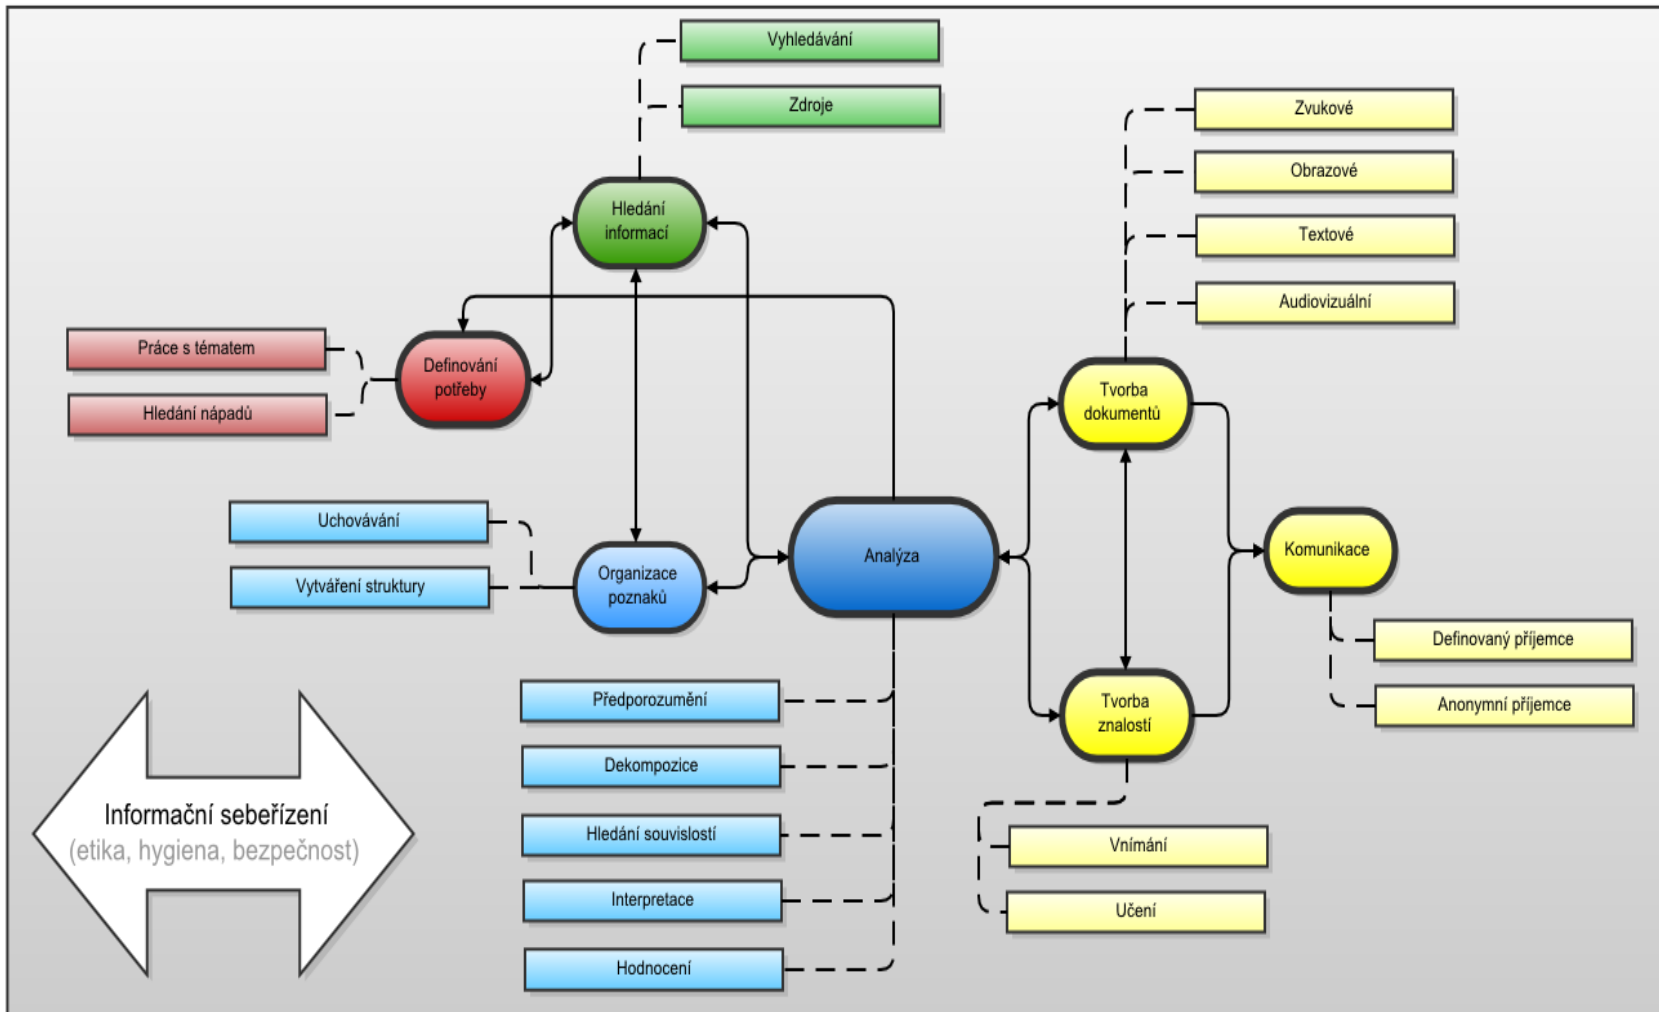 Vyhledávání
Zdroje
Hledání
informací
Zvukové
Obrazové
Textové
Audiovizuální
Práce s tématem
Hledání nápadů
Definování
potřeby
Tvorba
dokumentů
Uchovávání
Vytváření struktury
Organizace
poznaků
Analýza
Komunikace
Definovaný příjemce
Anonymní příjemce
Tvorba
znalostí
Předporozumění
Dekompozice
Hledání souvislostí
Interpretace
Hodnocení
Vnímání
Učení
Informační sebeřízení
(etika, hygiena, bezpečnost)